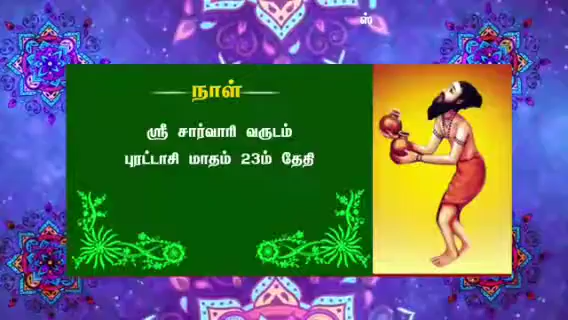 ஸ்
நாள்
ஸ்ரீ சார்வாரி வருடம்
புரட்டாசி மாதம் 23ம் தேதி